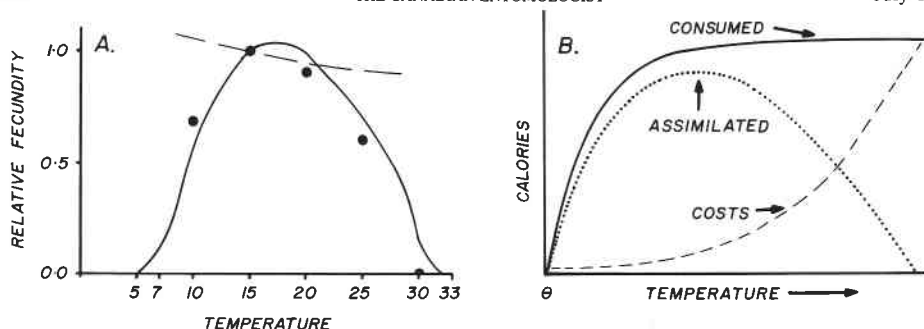 A.
RELATIVE FECUNDITY
1·0
0·5
0·0
5 7 10 15 20 25 30 33
TEMPERATURE
B.
CONSUMED
ASSIMILATED
COSTS
CALORIES
θ TEMPERATURE